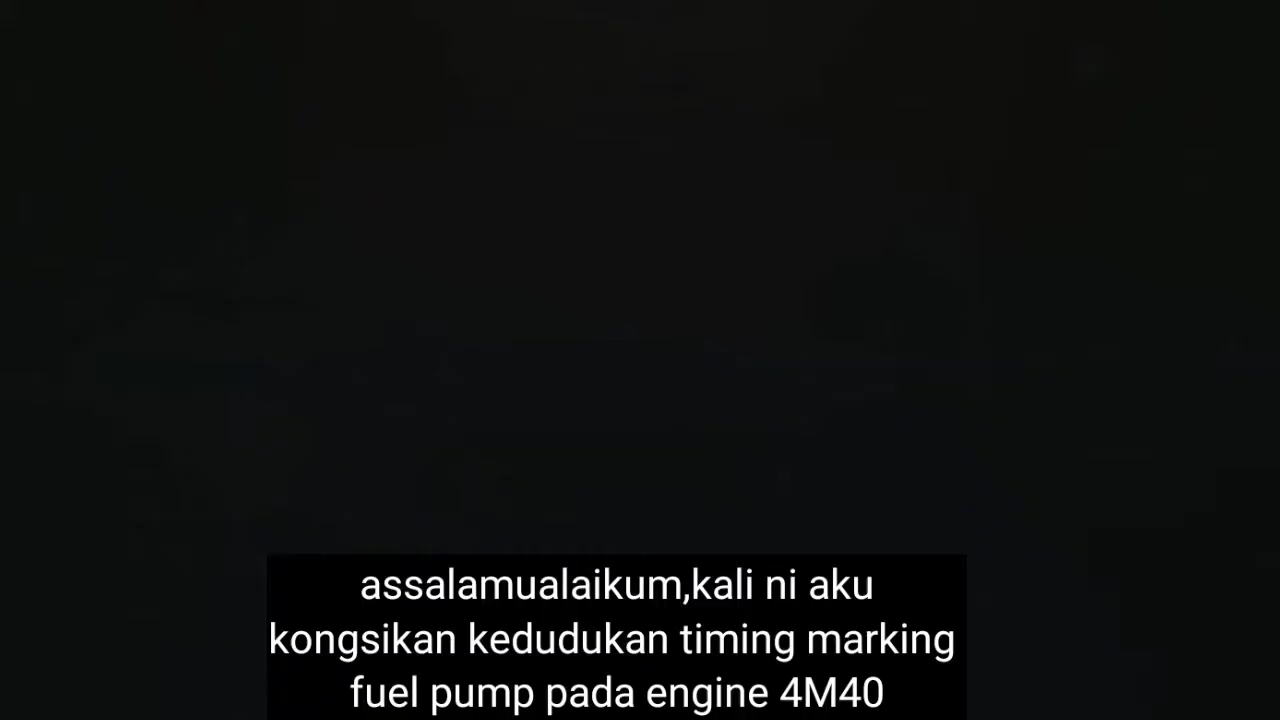 assalamualaikum,kali ni aku
kongsikan kedudukan timing marking
fuel pump pada engine 4M40